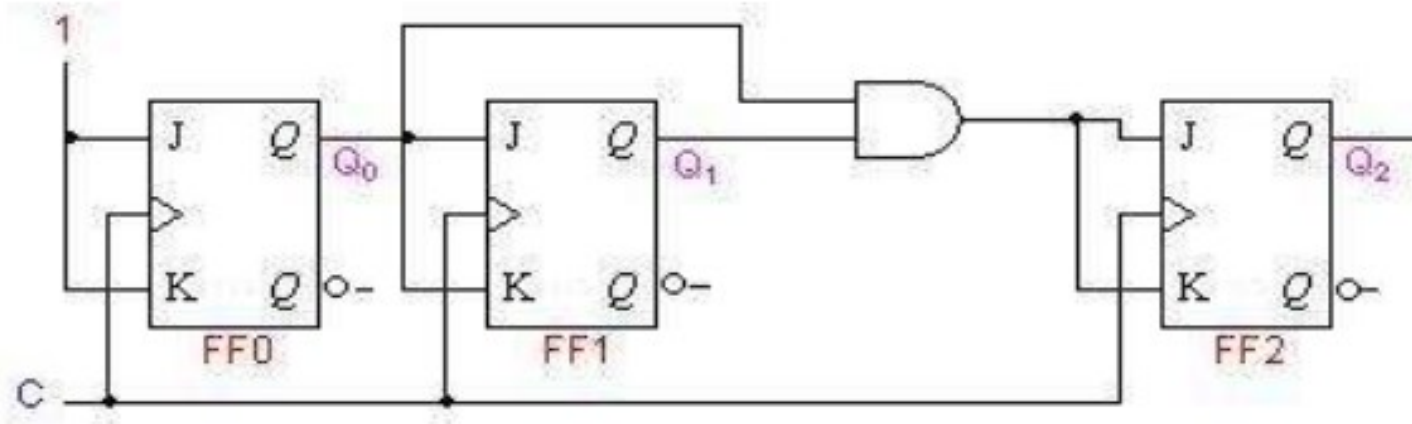 1
J Q Q0 J Q Q1 J Q Q2
K Q K Q K Q
FF0 FF1 FF2
C